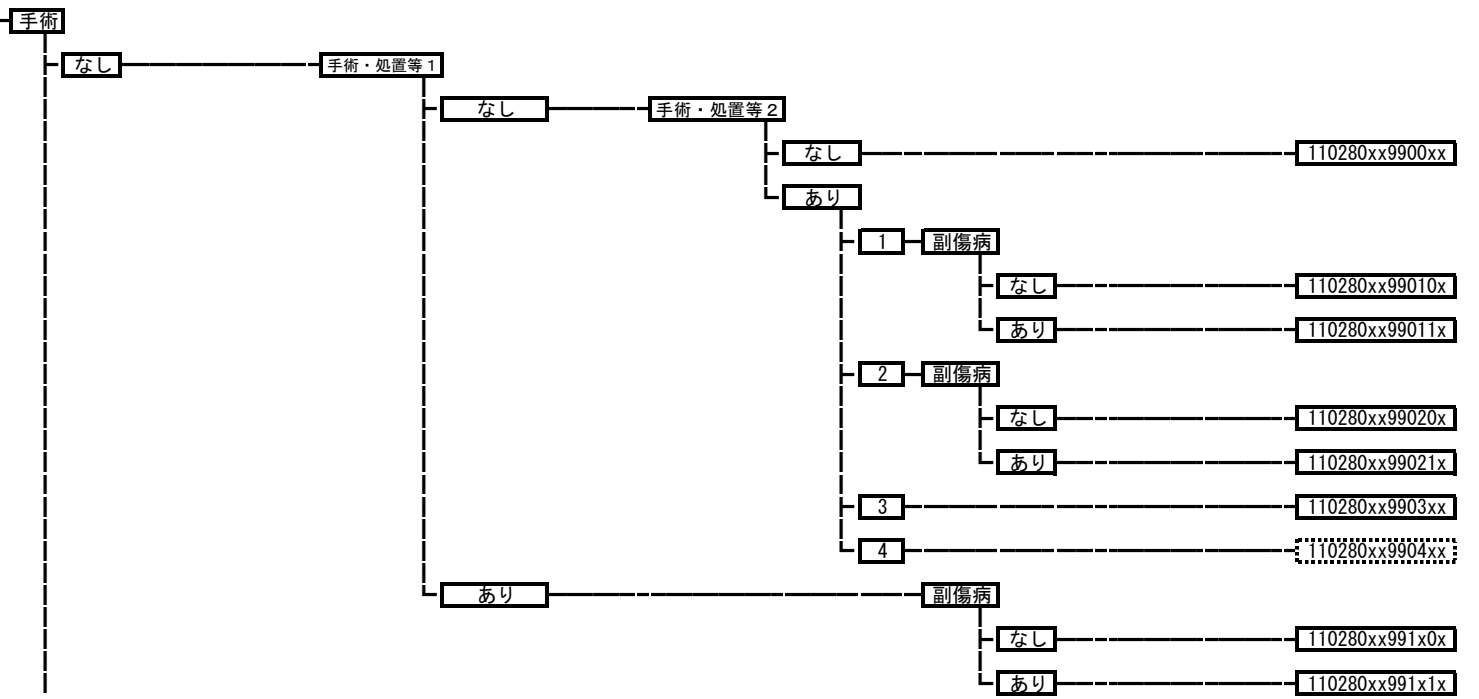 手術
なし 手術・処置等1
なし 手術・処置等2
なし 110280xx9900xx
あり
1 副傷病
なし 110280xx99010x
あり 110280xx99011x
2 副傷病
なし 110280xx99020x
あり 110280xx99021x
3 110280xx9903xx
4 110280xx9904xx
あり 副傷病
なし 110280xx991x0x
あり 110280xx991x1x